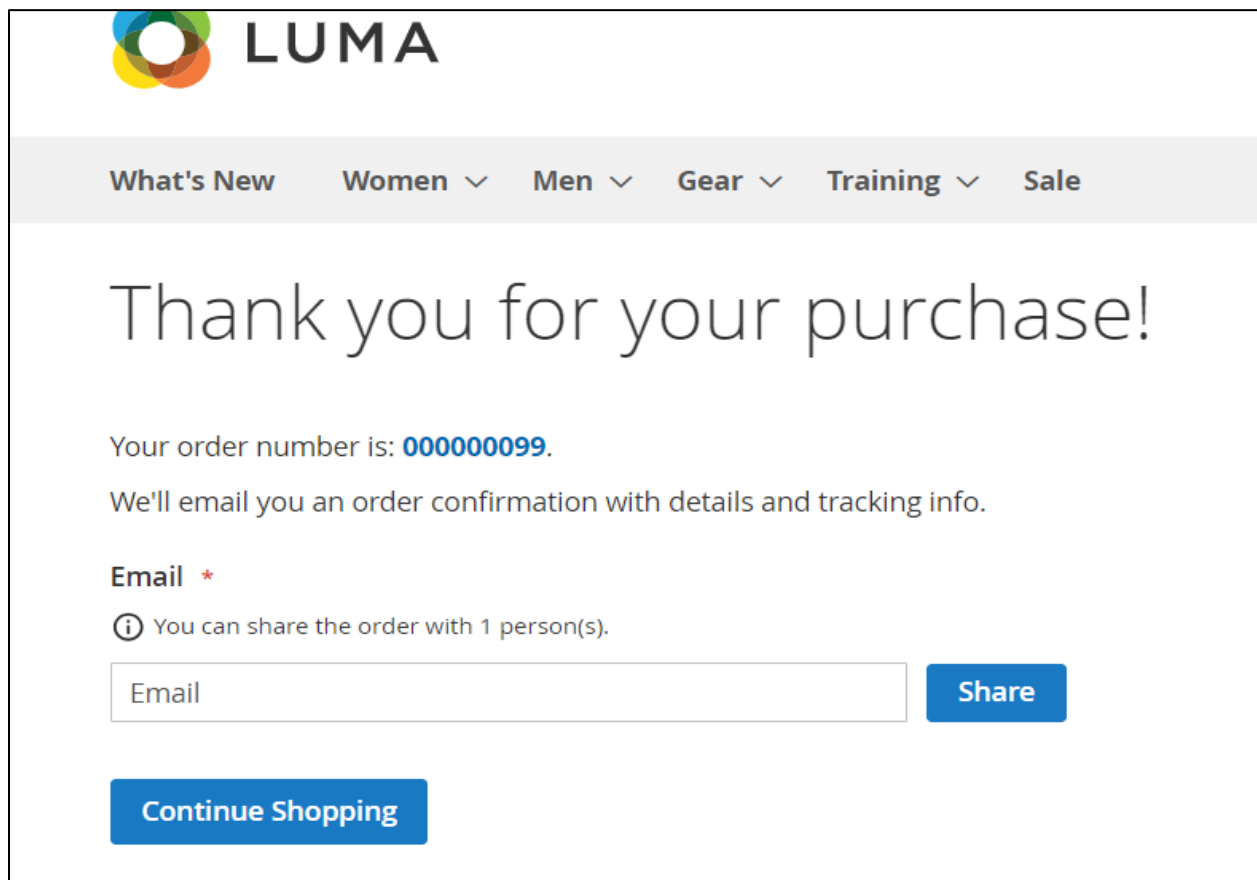 LUMA
What's New Women Men Gear Training Sale
Thank you for your purchase!
Your order number is: 000000099.
We'll email you an order confirmation with details and tracking info.
Email *
You can share the order with 1 person(s).
Email Share
Continue Shopping